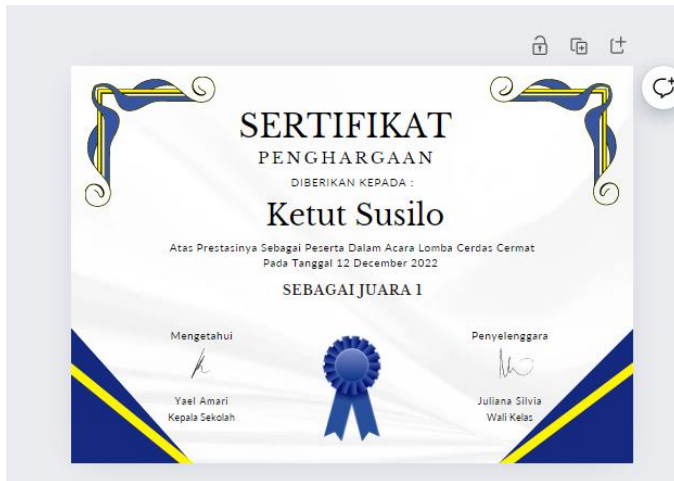 SERTIFIKAT
PENGHARGAAN
DIBERIKAN KEPADA :
Ketut Susilo
Atas Prestasinya Sebagai Peserta Dalam Acara Lomba Cerdas Cermat
Pada Tanggal 12 December 2022
SEBAGAI JUARA 1
Mengetahui
Yael Amari
Kepala Sekolah
Penyelenggara
Juliana Silvia
Wali Kelas